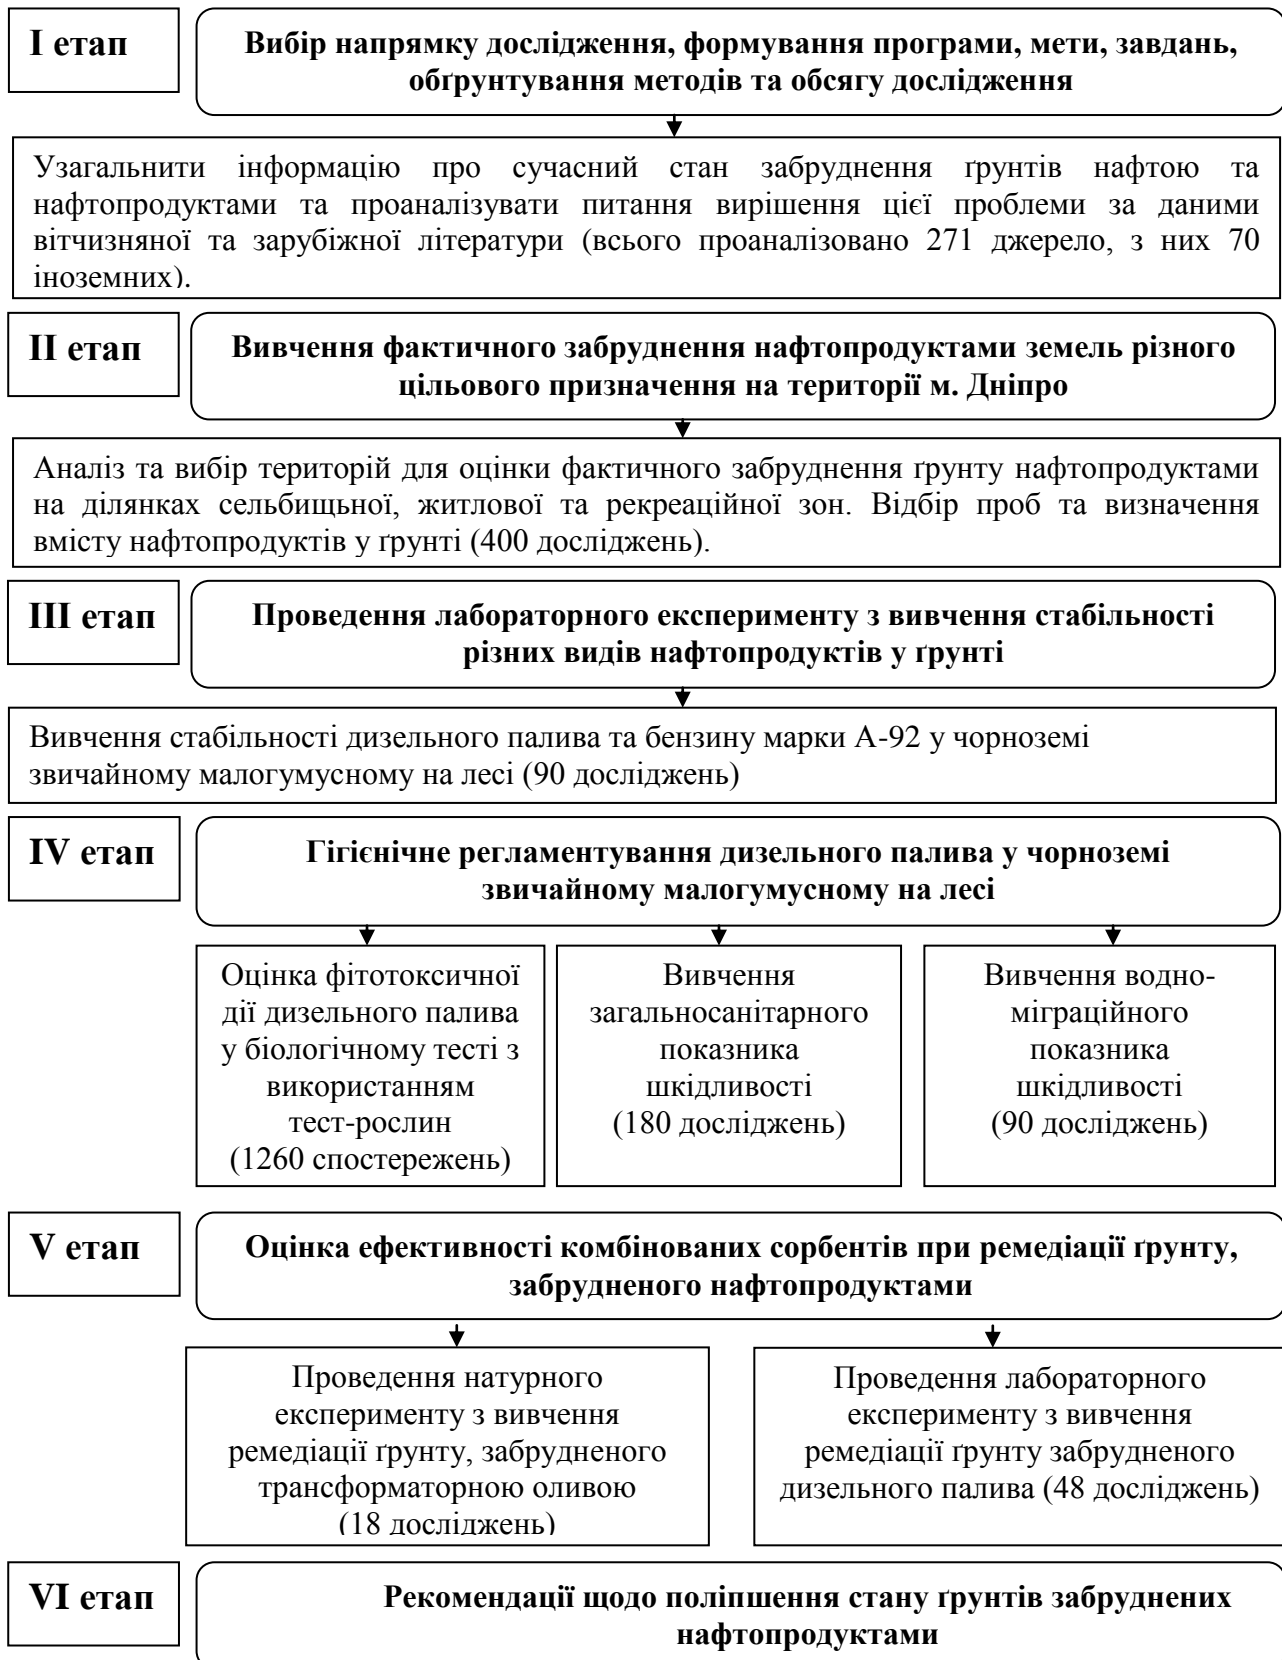 І етап
Вибір напрямку дослідження, формування програми, мети, завдань,
обґрунтування методів та обсягу дослідження
Узагальнити інформацію про сучасний стан забруднення ґрунтів нафтою та
нафтопродуктами та проаналізувати питання вирішення цієї проблеми за даними
вітчизняної та зарубіжної літератури (всього проаналізовано 271 джерело, з них 70
іноземних).
ІІ етап
Вивчення фактичного забруднення нафтопродуктами земель різного
цільового призначення на території м. Дніпро
Аналіз та вибір територій для оцінки фактичного забруднення ґрунту нафтопродуктами
на ділянках сельбищьної, житлової та рекреаційної зон. Відбір проб та визначення
вмісту нафтопродуктів у ґрунті (400 досліджень).
ІІІ етап
Проведення лабораторного експерименту з вивчення стабільності
різних видів нафтопродуктів у ґрунті
Вивчення стабільності дизельного палива та бензину марки А-92 у чорноземі
звичайному малогумусному на лесі (90 досліджень)
IV етап
Гігієнічне регламентування дизельного палива у чорноземі
звичайному малогумусному на лесі
Оцінка фітотоксичної
дії дизельного палива
у біологічному тесті з
використанням
тест-рослин
(1260 спостережень)
Вивчення
загальносанітарного
показника
шкідливості
(180 досліджень)
Вивчення водно-
міграційного
показника
шкідливості
(90 досліджень)
V етап
Оцінка ефективності комбінованих сорбентів при ремедіації ґрунту,
забрудненого нафтопродуктами
Проведення натурного
експерименту з вивчення
ремедіації ґрунту, забрудненого
трансформаторною оливою
(18 досліджень)
Проведення лабораторного
експерименту з вивчення
ремедіації ґрунту забрудненого
дизельного палива (48 досліджень)
VI етап
Рекомендації щодо поліпшення стану ґрунтів забруднених
нафтопродуктами